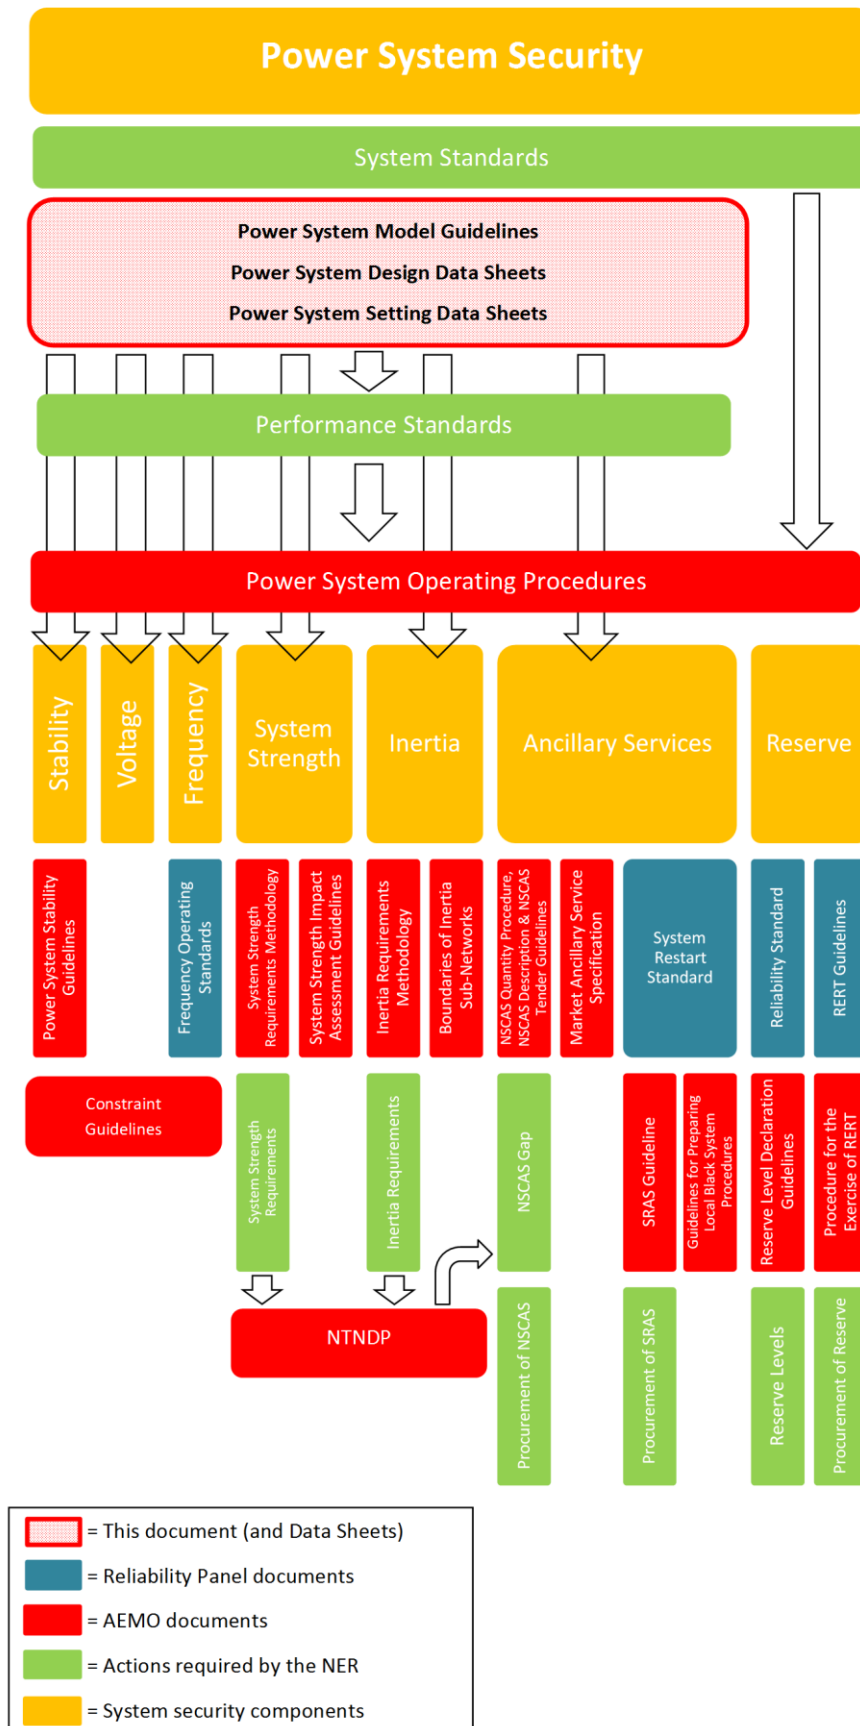 Power System Security
System Standards
Power System Model Guidelines
Power System Design Data Sheets
Power System Setting Data Sheets
Performance Standards
Power System Operating Procedures
Stability
Voltage
Frequency
System
Strength
Inertia
Ancillary Services
Reserve
Power System Stability
Guidelines
Frequency Operating
Standards
System Strength
Requirements Methodology
System Strength Impact
Assessment Guidelines
Inertia Requirements
Methodology
Boundaries of Inertia
Sub-Networks
NSCAS Quantity Procedure,
NSCAS Description & NSCAS
Tender Guidelines
Market Ancillary Service
Specification
System
Restart
Standard
Reliability Standard
RERT Guidelines
Constraint
Guidelines
System Strength
Requirements
Inertia Requirements
NSCAS Gap
SRAS Guideline
Guidelines for Preparing
Local Black System
Procedures
Reserve Level Declaration
Guidelines
Procedure for the
Exercise of RERT
NTNDP
Procurement of NSCAS
Procurement of SRAS
Reserve Levels
Procurement of Reserve
= This document (and Data Sheets)
= Reliability Panel documents
= AEMO documents
= Actions required by the NER
= System security components